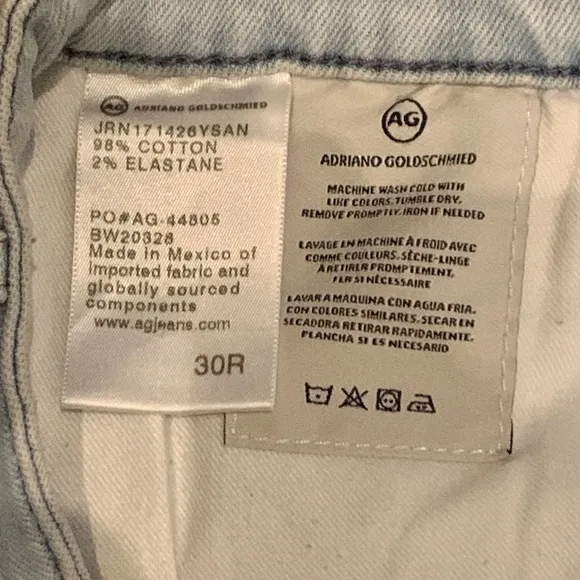 AG ADRIANO GOLDSCHMIED
JRN171426YSAN
98% COTTON
2% ELASTANE
PO#AG-44805
BW20328
Made in Mexico of
imported fabric and
globally sourced
components
www.agjeans.com
30R
AG
ADRIANO GOLDSCHMIED
MACHINE WASH COLD WITH
LIKE COLORS. TUMBLE DRY.
REMOVE PROMPTLY. IRON IF NEEDED
LAVAGE EN MACHINE À FROID AVEC
COMME COULEURS. SÈCHE-LINGE
À RETIRER PROMPTEMENT.
FER SI NÉCESSAIRE
LAVAR A MAQUINA CON AGUA FRIA.
CON COLORES SIMILARES. SECAR EN
SECADORA RETIRAR RAPIDAMENTE.
PLANCHA SI ES NECESARIO